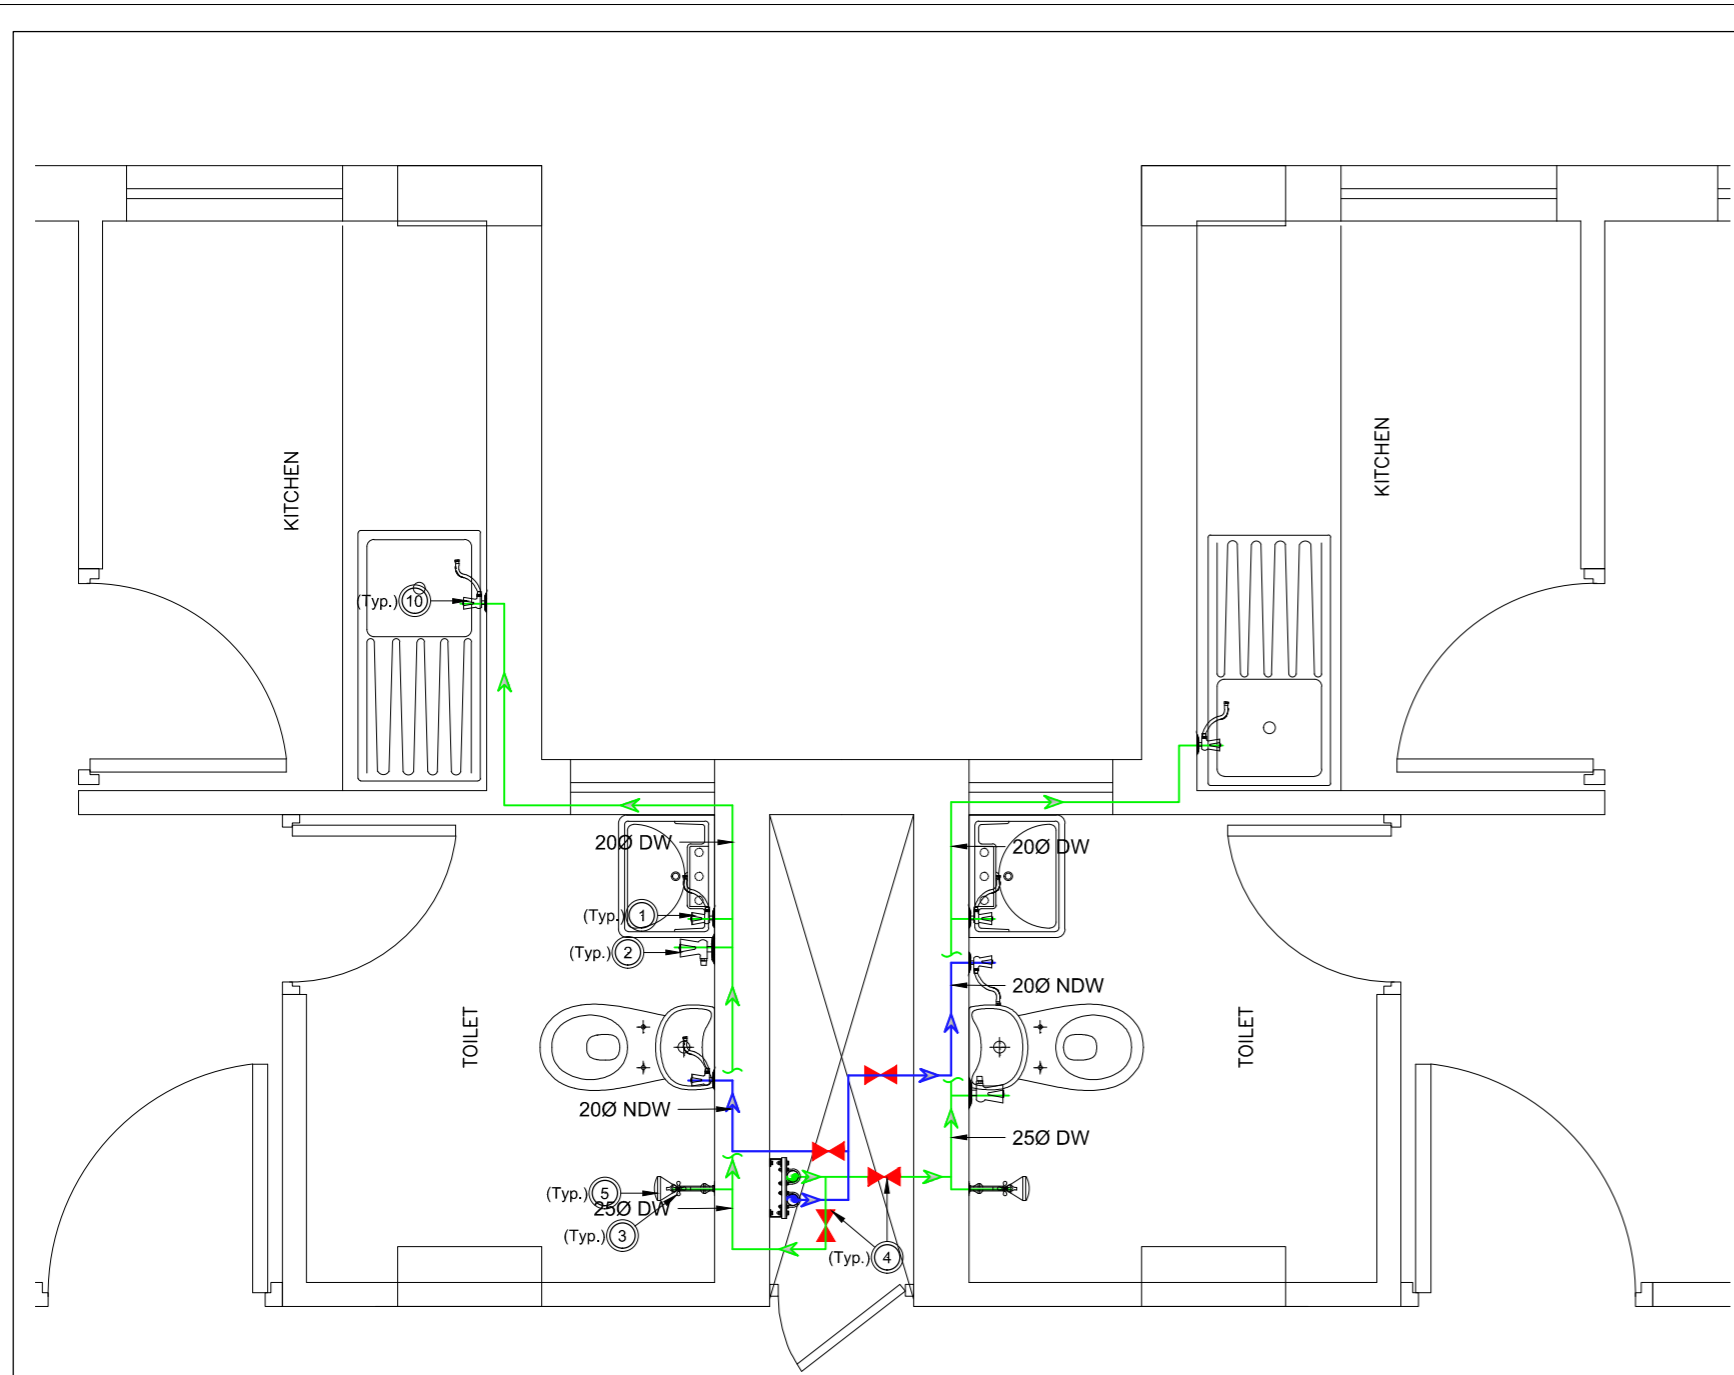 KITCHEN
KITCHEN
(Typ.) 10
20Ø DW
20Ø DW
(Typ.) 1
(Typ.) 2
20Ø NDW
TOILET
TOILET
20Ø NDW
25Ø DW
(Typ.) 5
25Ø DW
(Typ.) 3
(Typ.) 4